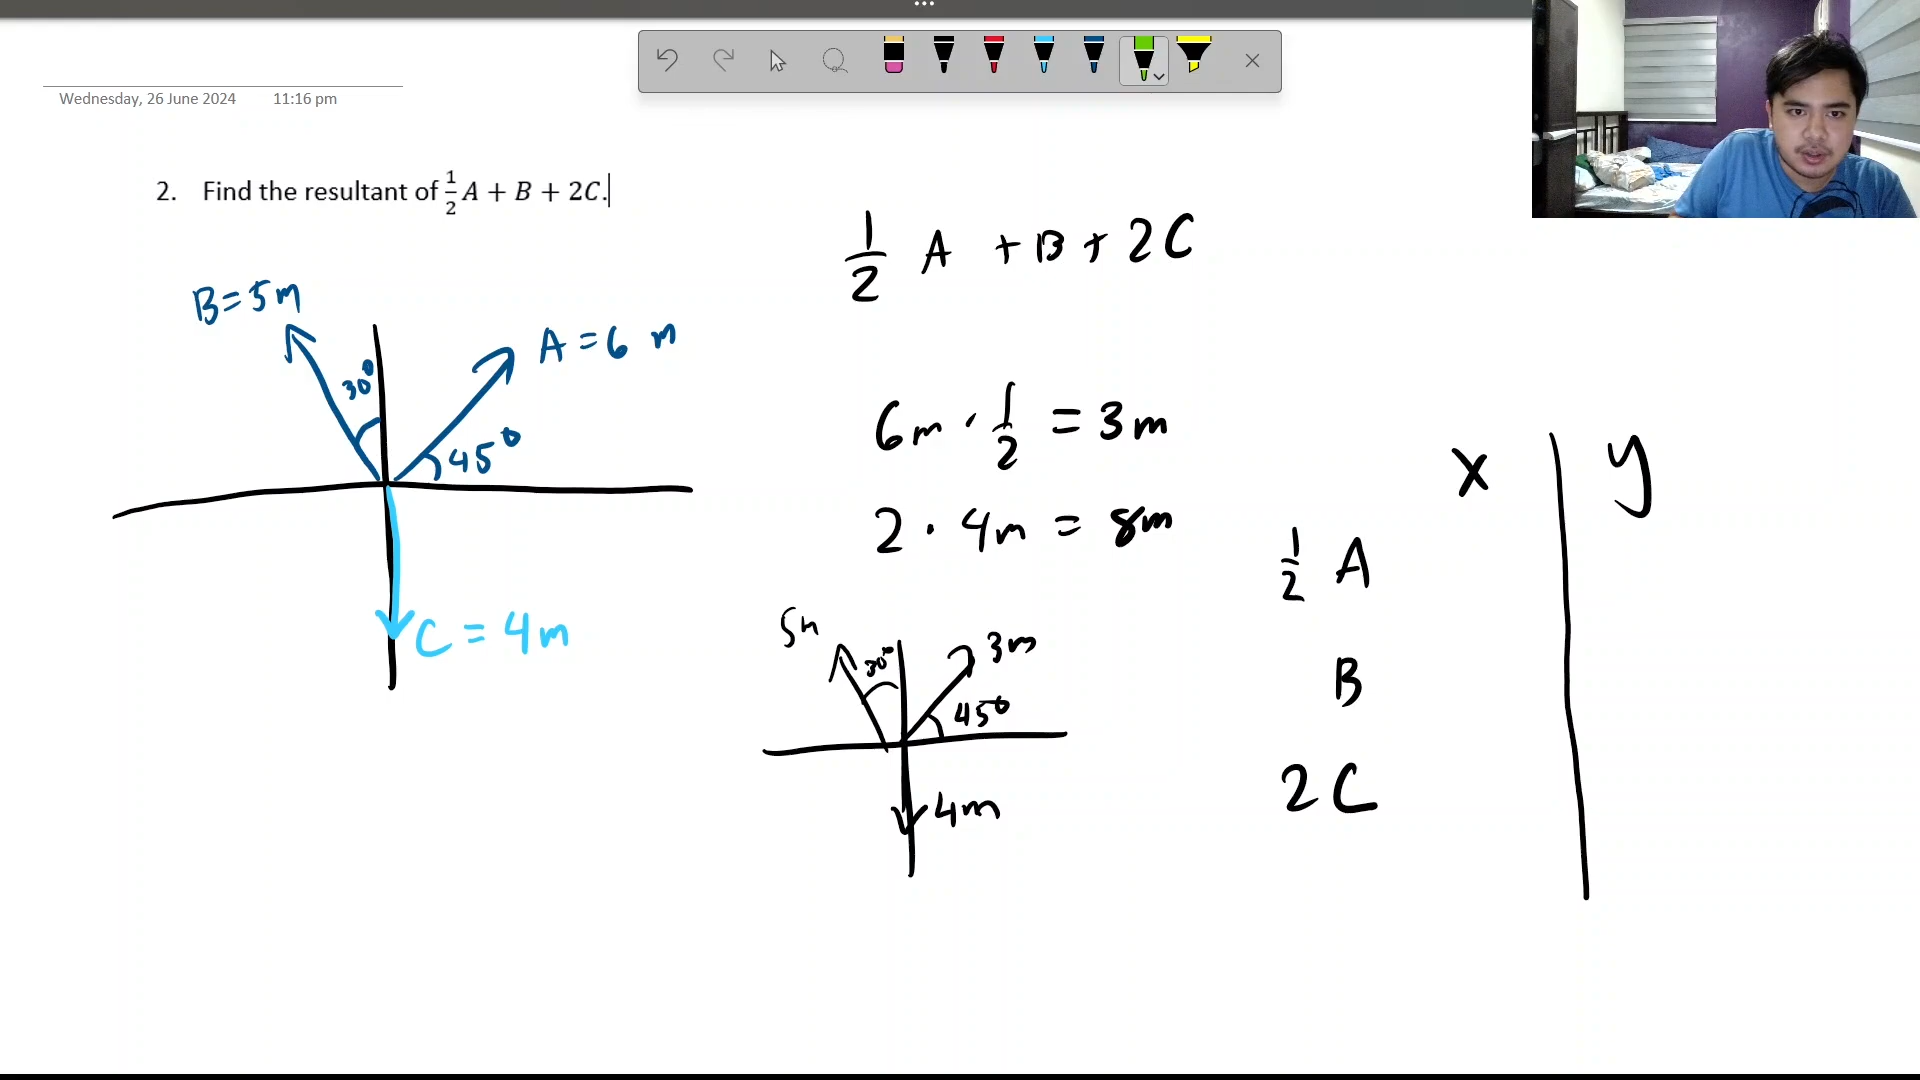 Wednesday, 26 June 2024 11:16 pm
2. Find the resultant of 1/2 A + B + 2C.
1/2 A + B + 2C
B = 5m
A = 6 m
30°
45°
C = 4m
6m · 1/2 = 3m
2 · 4m = 8m
5m
30°
3m
45°
4m
x y
1/2 A
B
2C